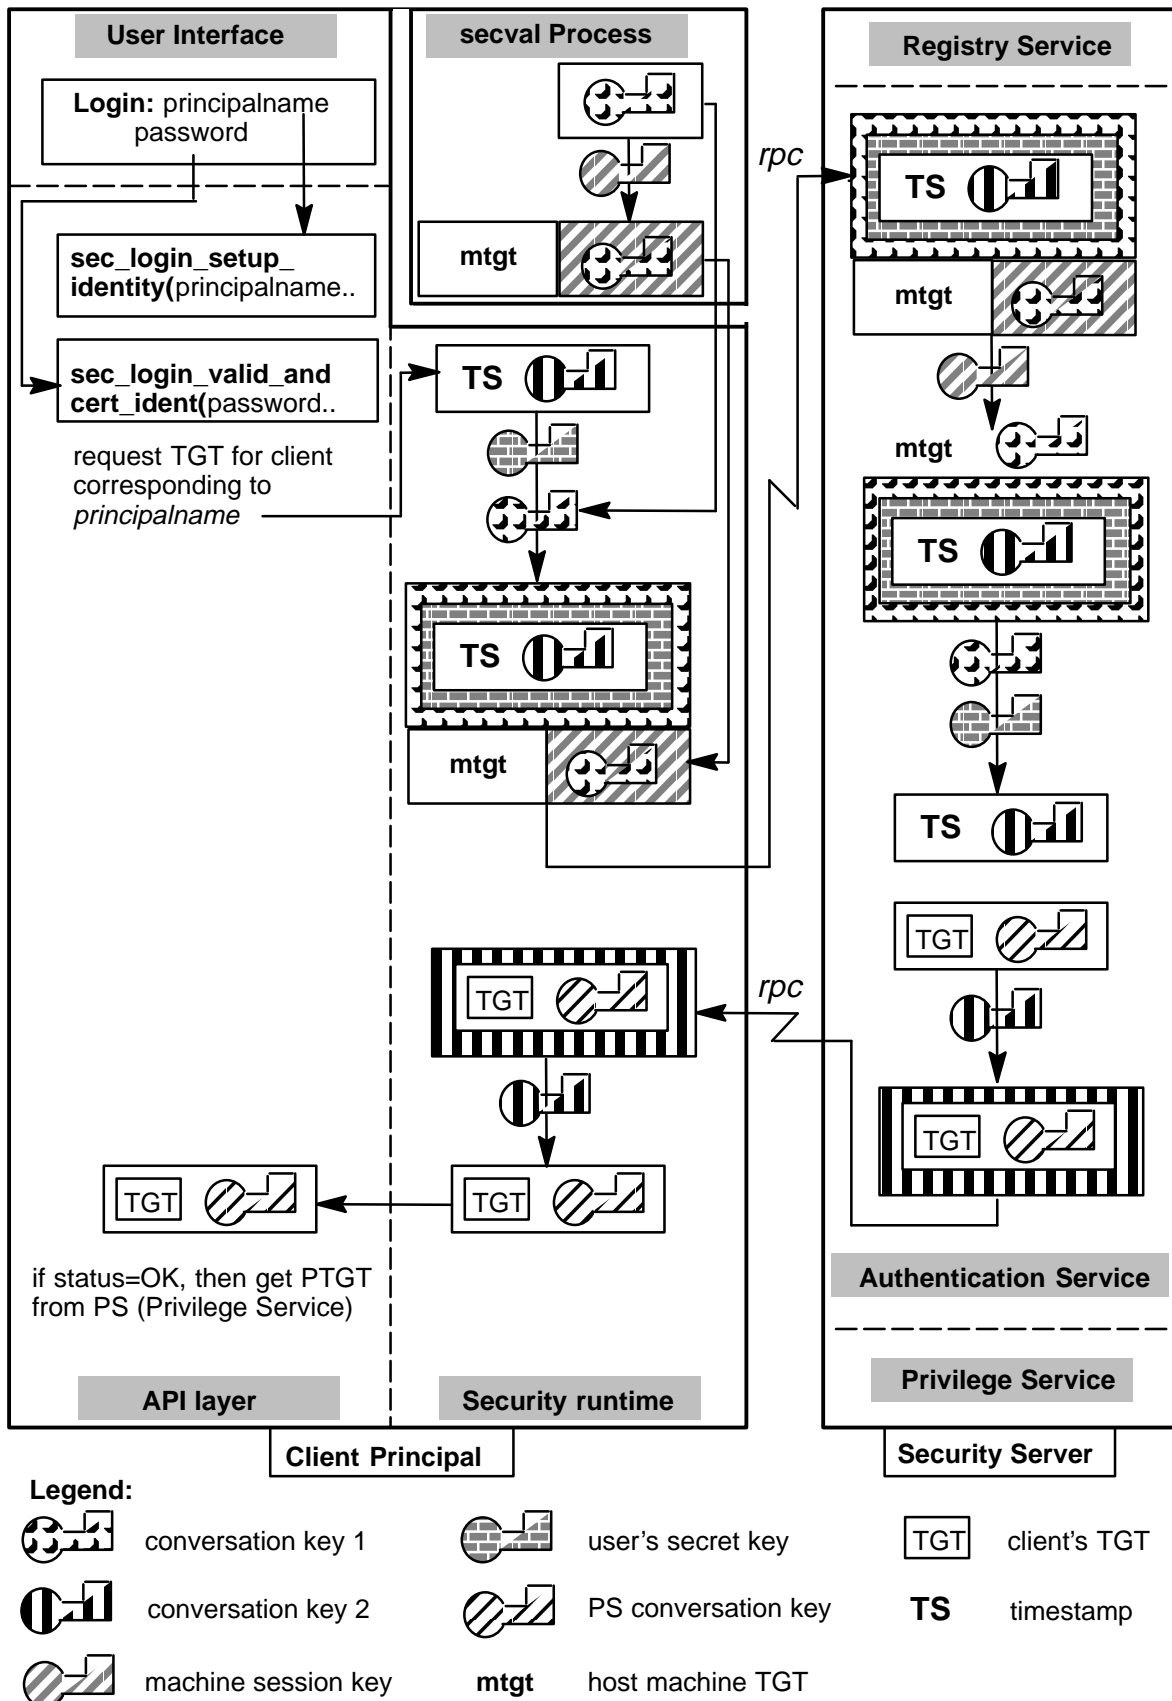 User Interface
secval Process
Registry Service
Login: principalname
password
rpc
TS
mtgt
mtgt
sec_login_setup_
identity(principalname..
sec_login_valid_and
cert_ident(password..
TS
request TGT for client
corresponding to
principalname
mtgt
TS
TS
mtgt
TS
TGT
TGT
rpc
TGT
TGT
TGT
if status=OK, then get PTGT
from PS (Privilege Service)
Authentication Service
Privilege Service
API layer
Security runtime
Client Principal
Security Server
Legend:
conversation key 1
user's secret key
TGT
client's TGT
conversation key 2
PS conversation key
TS
timestamp
machine session key
mtgt
host machine TGT